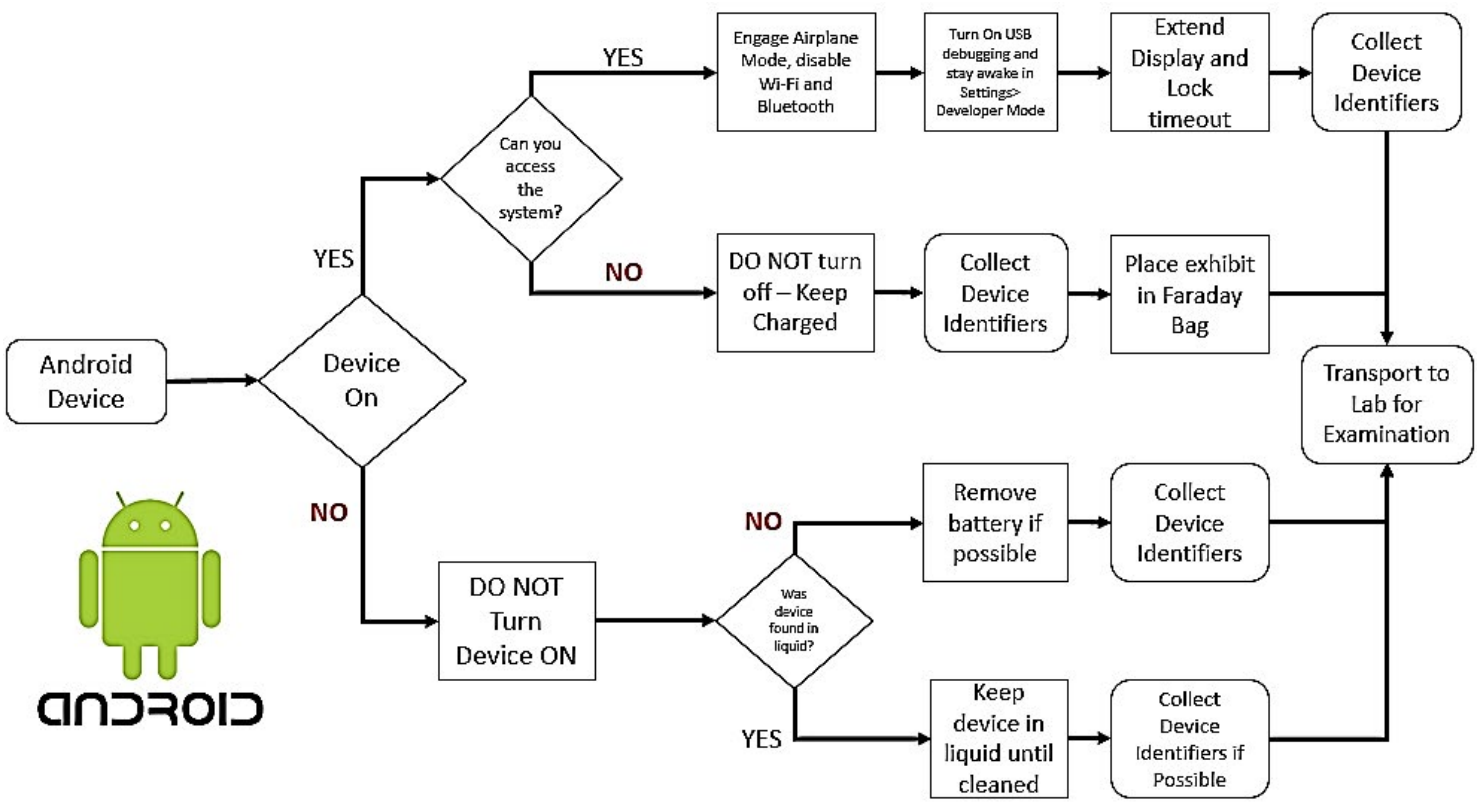 Android
Device
Device
On
YES
NO
Can you
access
the
system?
YES
Engage Airplane
Mode, disable
Wi-Fi and
Bluetooth
Turn On USB
debugging and
stay awake in
Settings>
Developer Mode
Extend
Display and
Lock
timeout
Collect
Device
Identifiers
NO
DO NOT turn
off – Keep
Charged
Collect
Device
Identifiers
Place exhibit
in Faraday
Bag
Transport to
Lab for
Examination
DO NOT
Turn
Device ON
Was
device
found in
liquid?
NO
Remove
battery if
possible
Collect
Device
Identifiers
YES
Keep
device in
liquid until
cleaned
Collect
Device
Identifiers if
Possible
ANDROID